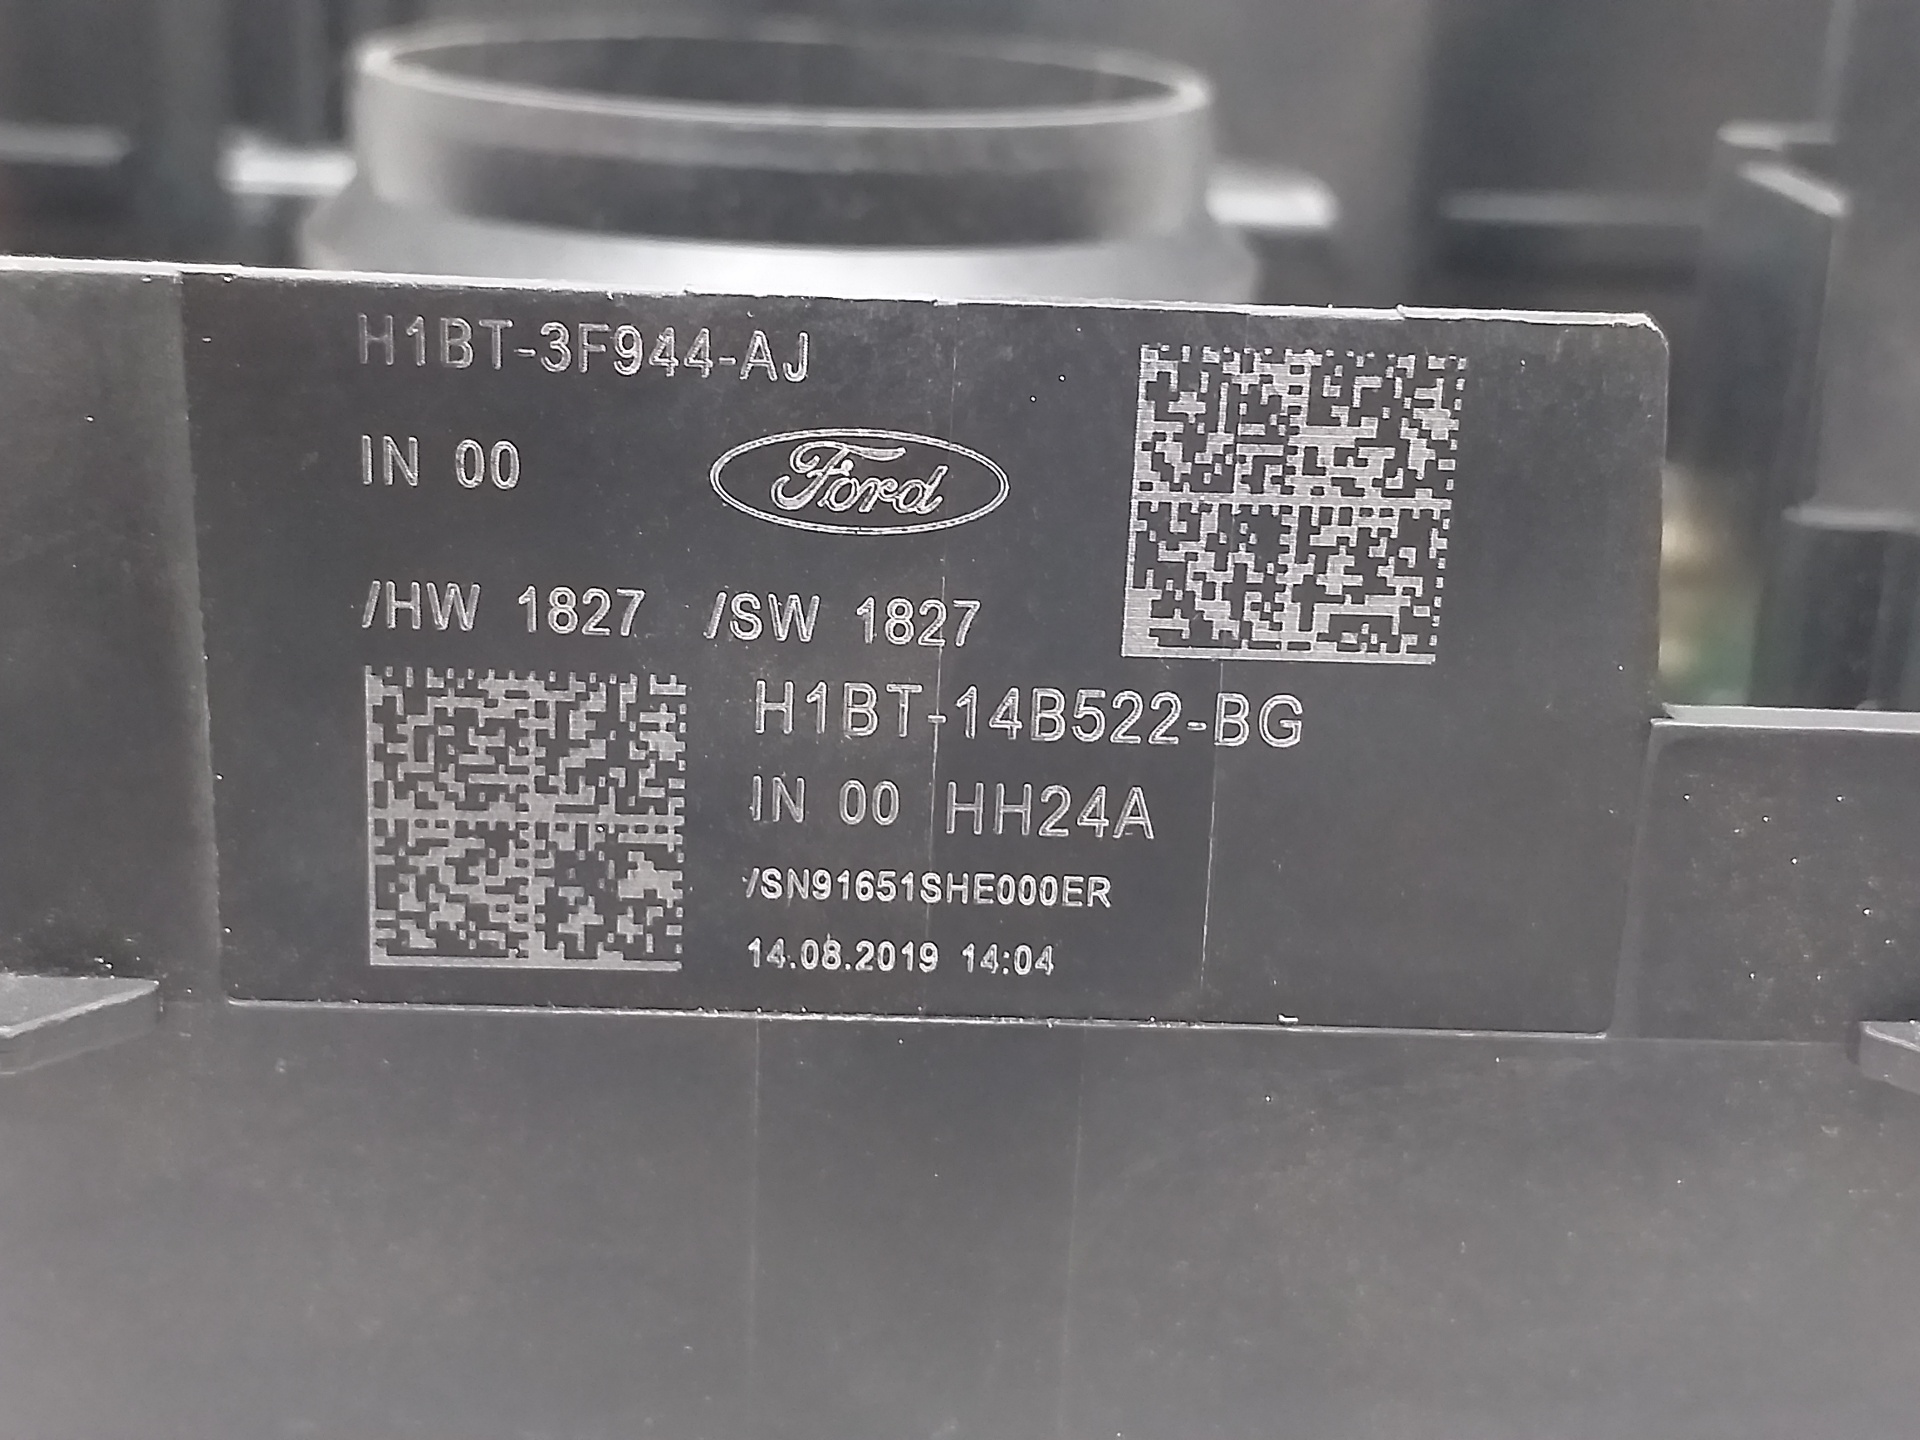 H1BT-3F944-AJ
IN 00
Ford
/HW 1827 /SW 1827
H1BT-14B522-BG
IN 00 HH24A
/SN91651SHE000ER
14.08.2019 14:04